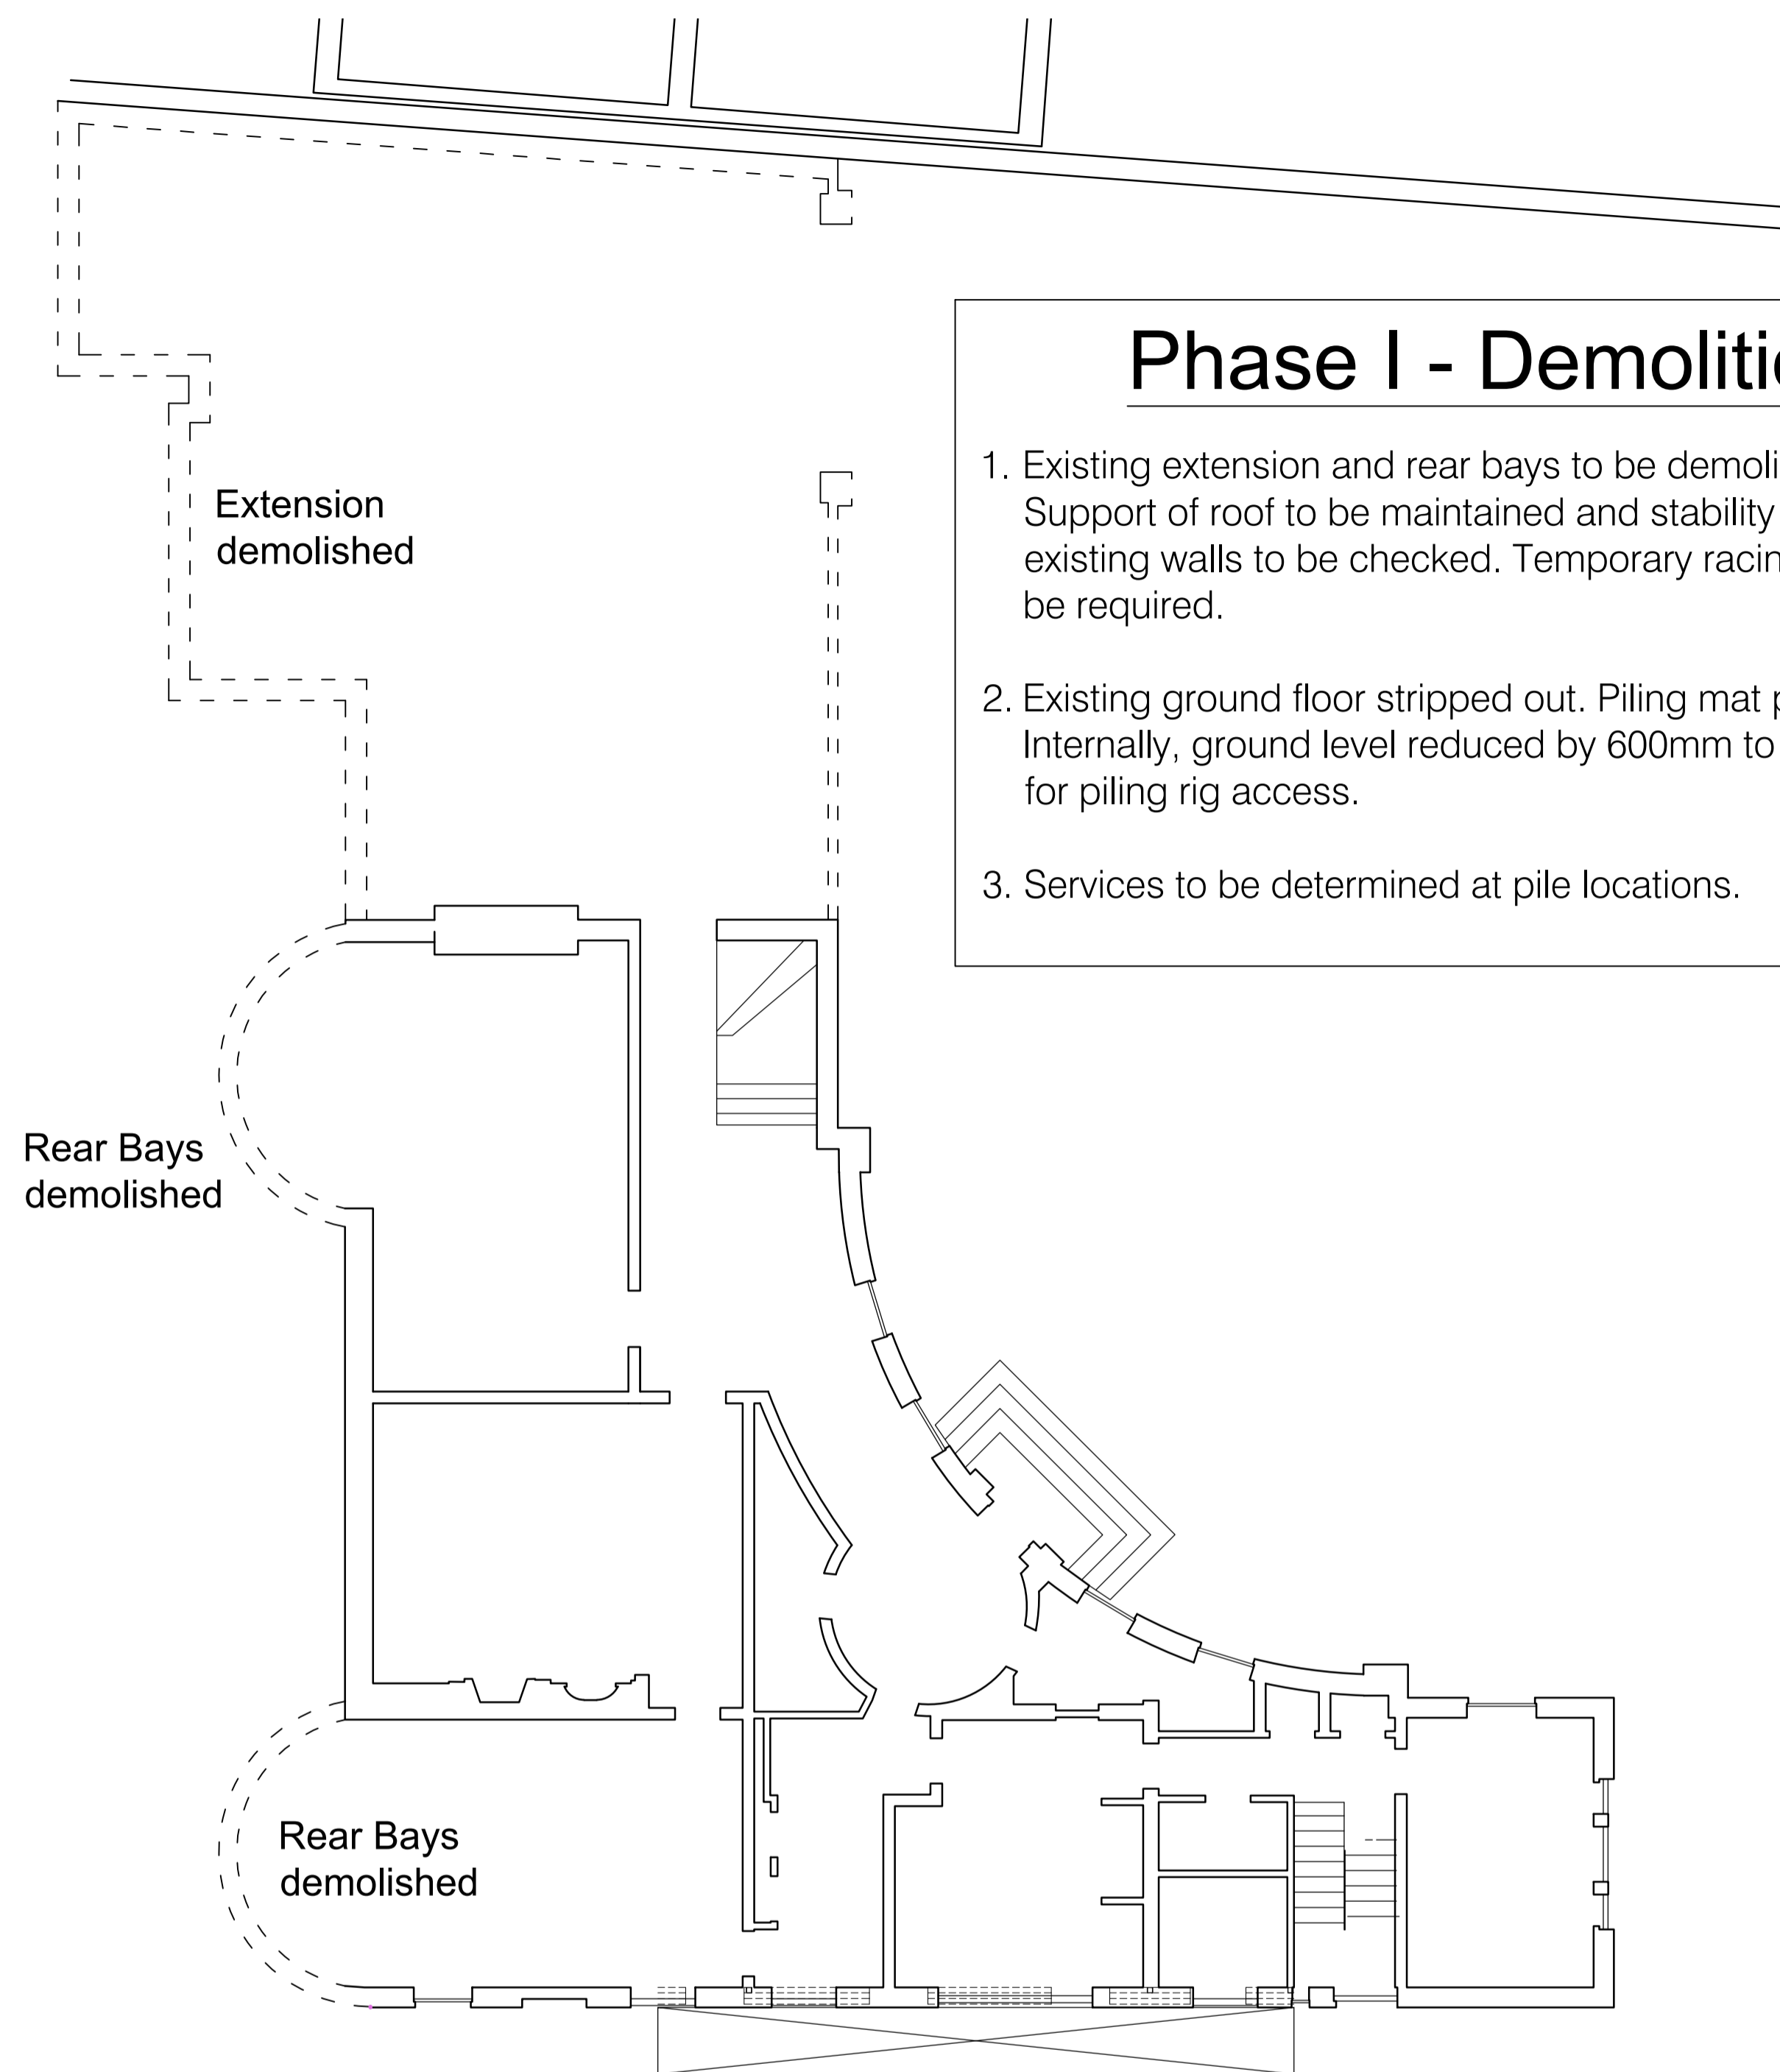 Phase I - Demoliti
1. Existing extension and rear bays to be demoli
Support of roof to be maintained and stability
existing walls to be checked. Temporary racin
be required.
2. Existing ground floor stripped out. Piling mat p
Internally, ground level reduced by 600mm to
for piling rig access.
3. Services to be determined at pile locations.
Extension
demolished
Rear Bays
demolished
Rear Bays
demolished